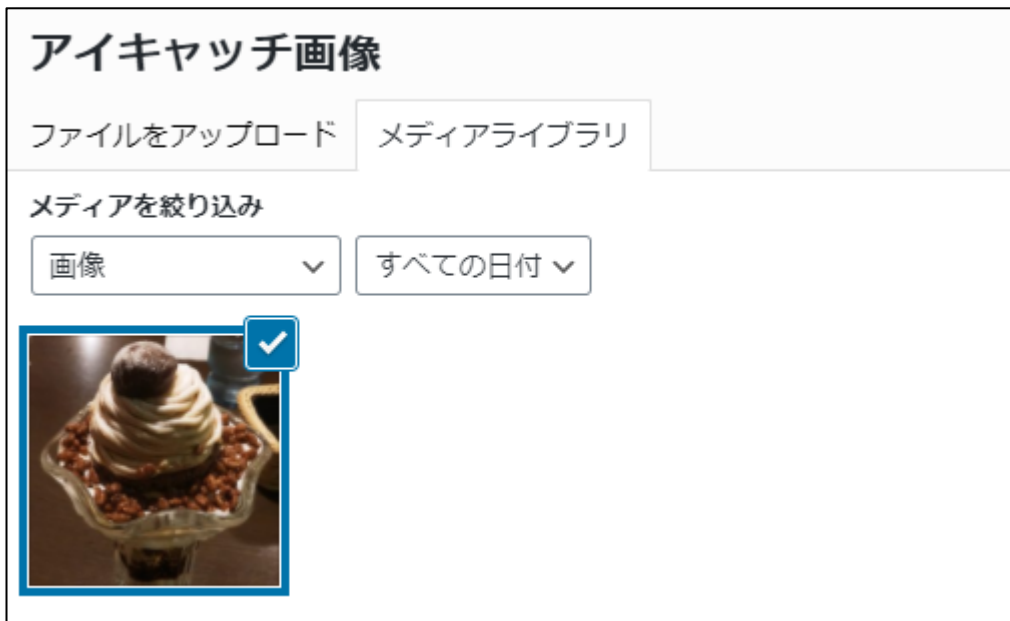 アイキャッチ画像
ファイルをアップロード メディアライブラリ
メディアを絞り込み
画像 すべての日付